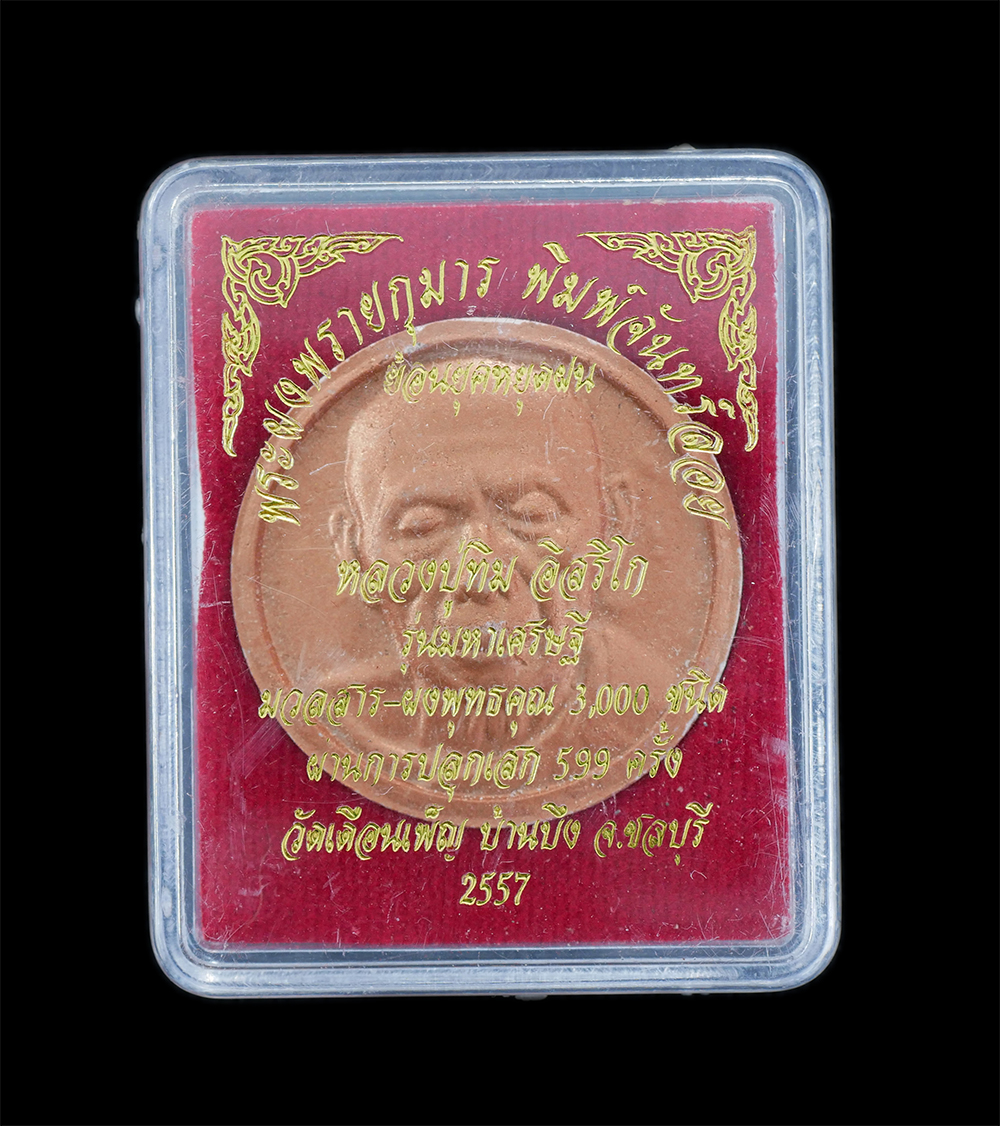 พระผงพรายกุมาร พิมพ์จันทร์ลอย
ย้อนยุคหยุดฝน
หลวงปู่ทิม อิสริโก
รุ่นมหาเศรษฐี
มวลสาร-ผงพุทธคุณ 3,000 ชนิด
ผ่านการปลุกเสก 599 ครั้ง
วัดเดือนเพ็ญ บ้านบึง จ.ชลบุรี
2557